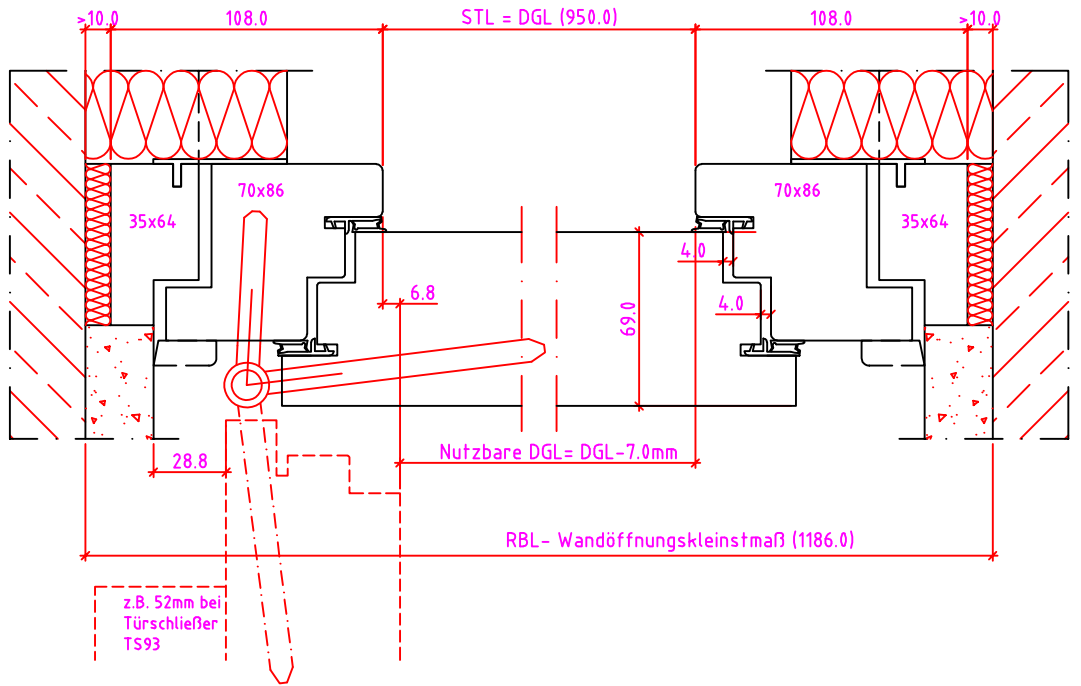 >10.0 108.0 STL = DGL (950.0) 108.0 >10.0
70x86 70x86
35x64 35x64
4.0
6.8
4.0
69.0
Nutzbare DGL= DGL-7.0mm
28.8
RBL- Wandöffnungskleinstmaß (1186.0)
z.B. 52mm bei
Türschließer
TS93